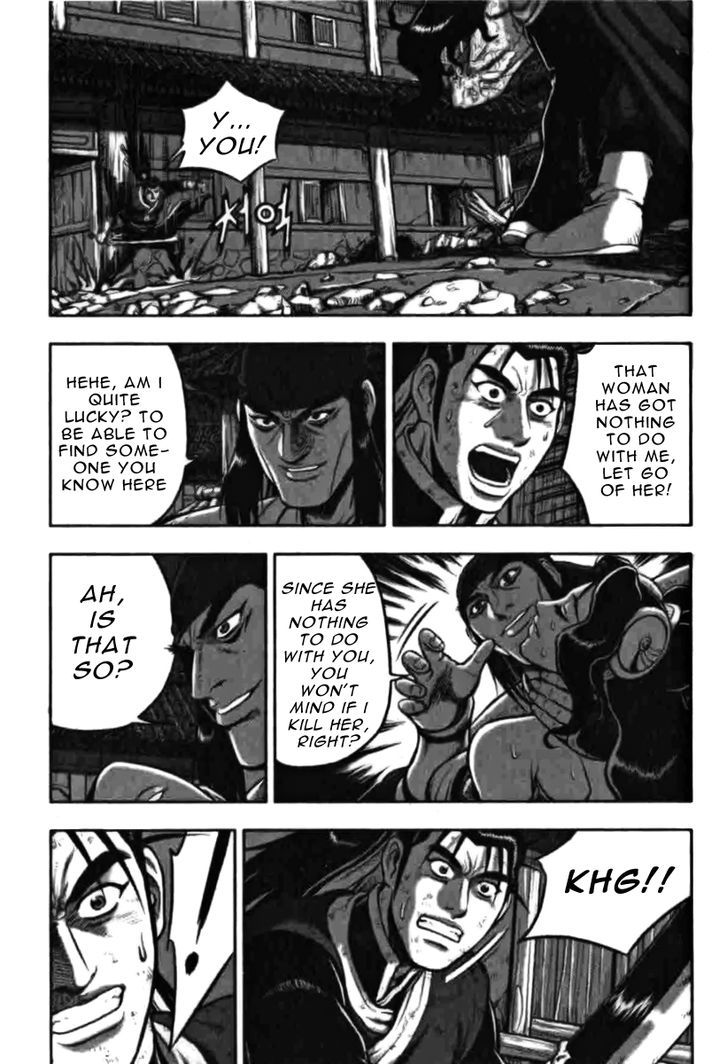 Y...
YOU!
HEHE, AM I
QUITE
LUCKY? TO
BE ABLE TO
FIND SOME-
ONE YOU
KNOW HERE
THAT
WOMAN
HAS GOT
NOTHING
TO DO
WITH ME,
LET GO
OF HER!
AH,
IS
THAT
SO?
SINCE SHE
HAS
NOTHING
TO DO
WITH YOU,
YOU
WON'T
MIND IF I
KILL HER,
RIGHT?
!
KHG!!